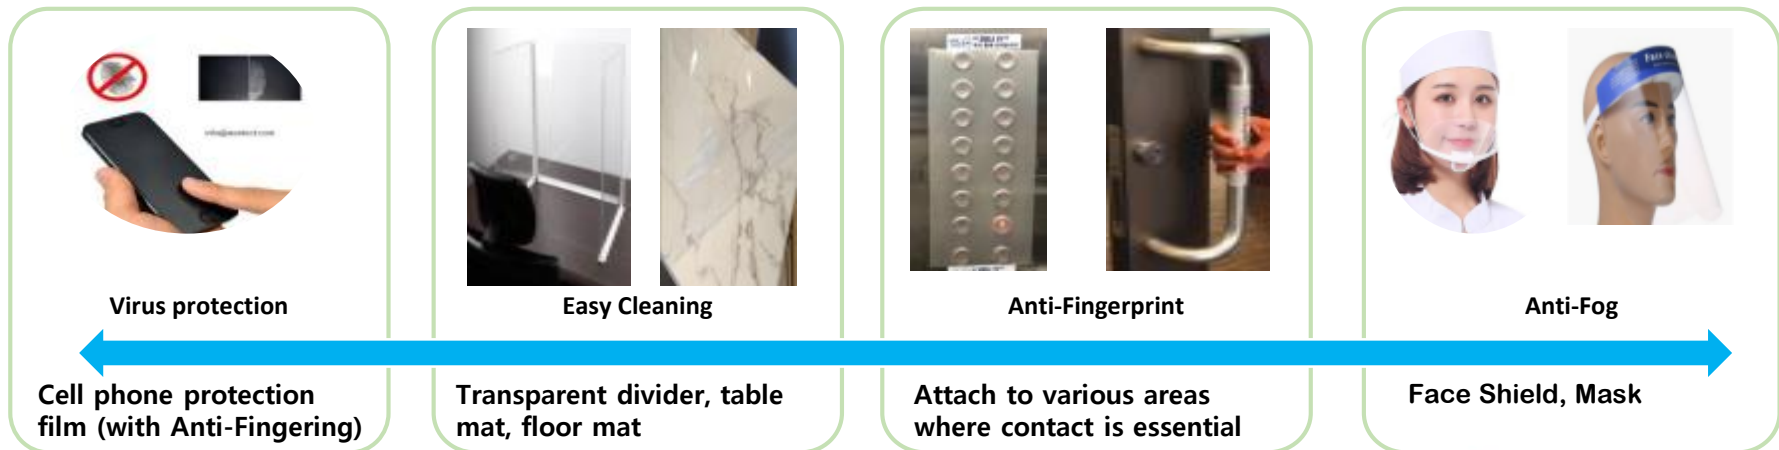 Virus protection
Easy Cleaning
Anti-Fingerprint
Anti-Fog
Cell phone protection
film (with Anti-Fingering)
Transparent divider, table
mat, floor mat
Attach to various areas
where contact is essential
Face Shield, Mask